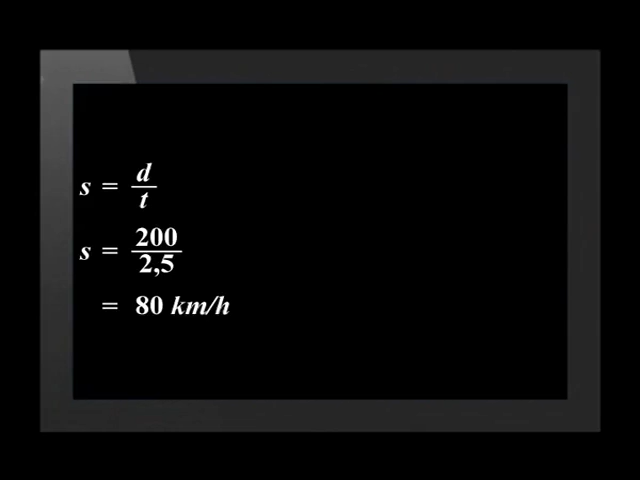 s = d/t
s = 200/2,5
= 80 km/h